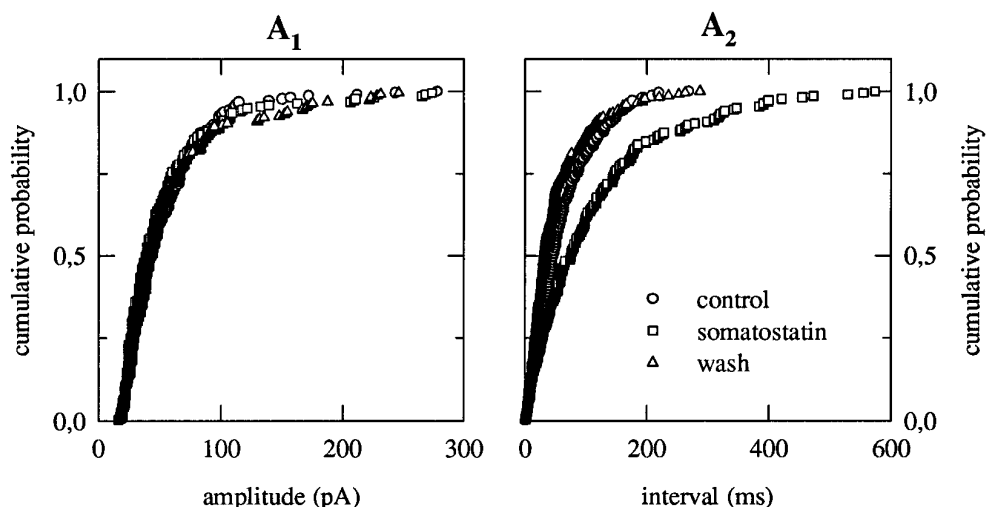 A1
A2
cumulative probability
1,0
0,5
0,0
0
100
200
300
amplitude (pA)
control
somatostatin
wash
0
200
400
600
interval (ms)
1,0
0,5
0,0
cumulative probability